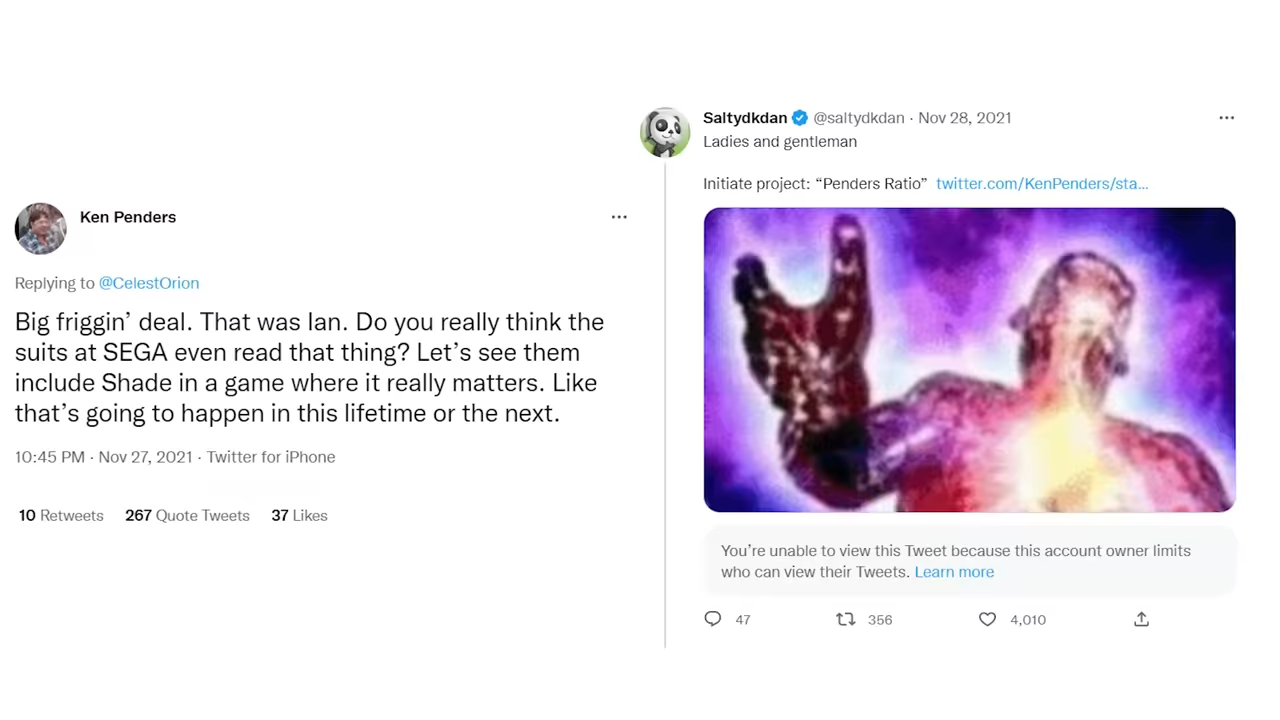 Ken Penders
Replying to @CelestOrion
Big friggin’ deal. That was Ian. Do you really think the
suits at SEGA even read that thing? Let’s see them
include Shade in a game where it really matters. Like
that’s going to happen in this lifetime or the next.
10:45 PM · Nov 27, 2021 · Twitter for iPhone
10 Retweets 267 Quote Tweets 37 Likes
Saltydkdan @saltydkdan · Nov 28, 2021
Ladies and gentleman
Initiate project: “Penders Ratio” twitter.com/KenPenders/sta...
You’re unable to view this Tweet because this account owner limits
who can view their Tweets. Learn more
47 356 4,010